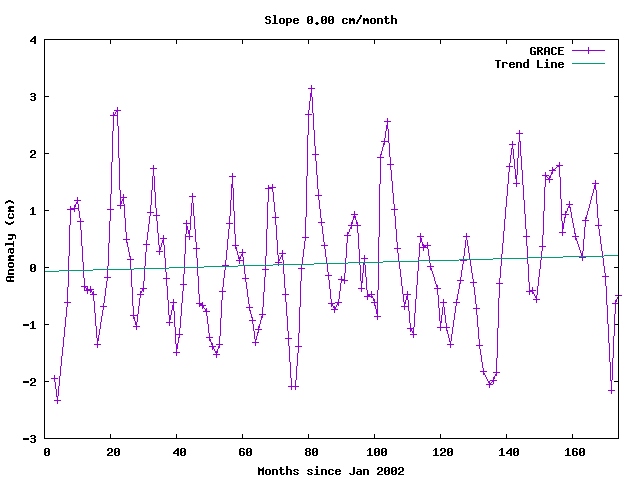 Slope 0.00 cm/month
GRACE
Trend Line
4
3
2
1
0
-1
-2
-3
Anomaly (cm)
0 20 40 60 80 100 120 140 160
Months since Jan 2002